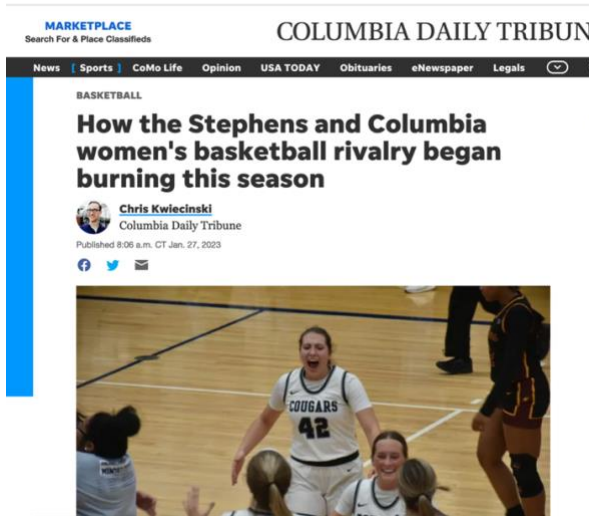 MARKETPLACE
Search For & Place Classifieds
COLUMBIA DAILY TRIBUN
News [ Sports ] CoMo Life Opinion USA TODAY Obituaries eNewspaper Legals
BASKETBALL
How the Stephens and Columbia
women's basketball rivalry began
burning this season
Chris Kwiecinski
Columbia Daily Tribune
Published 8:06 a.m. CT Jan. 27, 2023
COUGARS
42